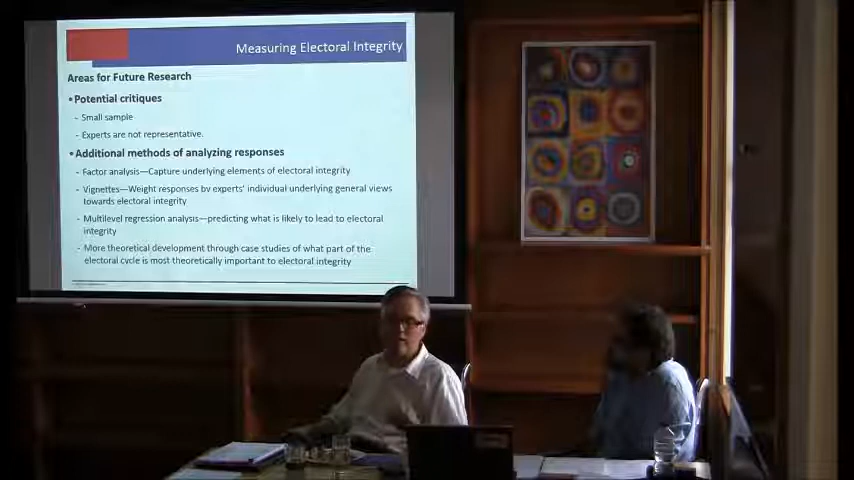 Measuring Electoral Integrity
Areas for Future Research
•Potential critiques
- Small sample
- Experts are not representative.
•Additional methods of analyzing responses
- Factor analysis—Capture underlying elements of electoral integrity
- Vignettes—Weight responses by experts' individual underlying general views
towards electoral integrity
- Multilevel regression analysis—predicting what is likely to lead to electoral
integrity
- More theoretical development through case studies of what part of the
electoral cycle is most theoretically important to electoral integrity